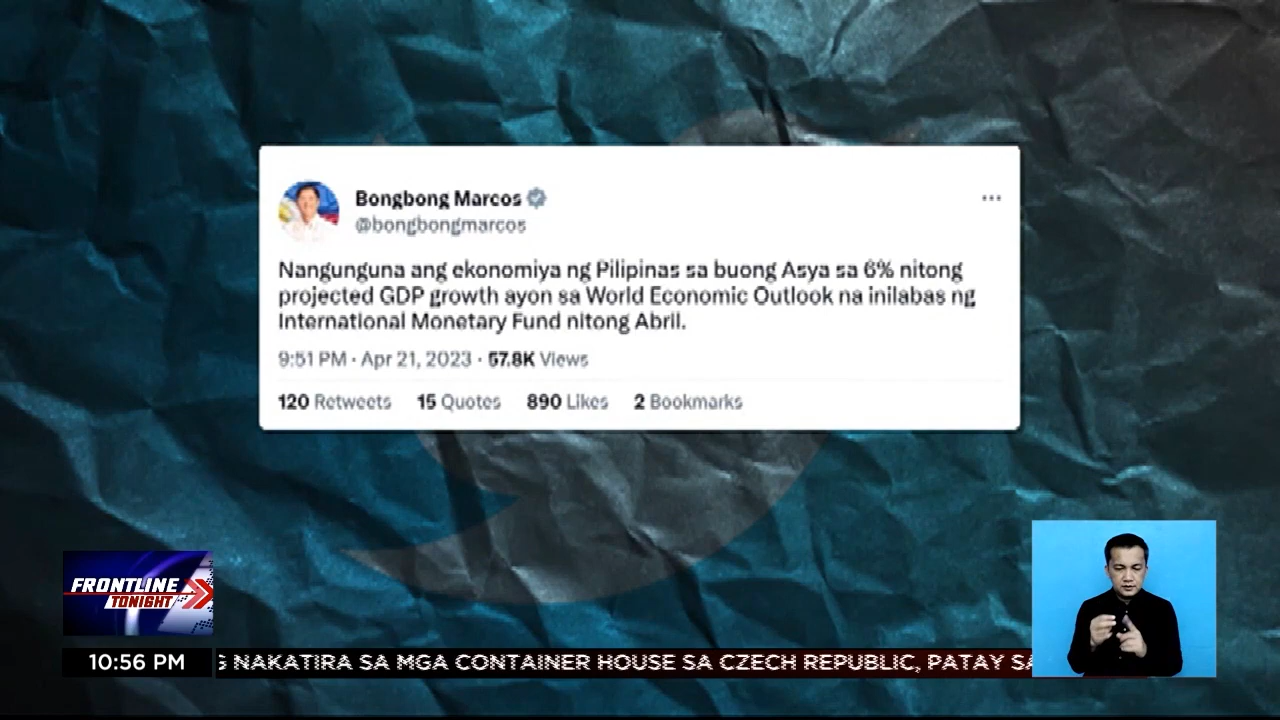 Bongbong Marcos
@bongbongmarcos
Nangunguna ang ekonomiya ng Pilipinas sa buong Asya sa 6% nitong
projected GDP growth ayon sa World Economic Outlook na inilabas ng
International Monetary Fund nitong Abril.
9:51 PM · Apr 21, 2023 · 57.8K Views
120 Retweets 15 Quotes 890 Likes 2 Bookmarks
FRONTLINE
TONIGHT
10:56 PM
NAKATIRA SA MGA CONTAINER HOUSE SA CZECH REPUBLIC, PATAY